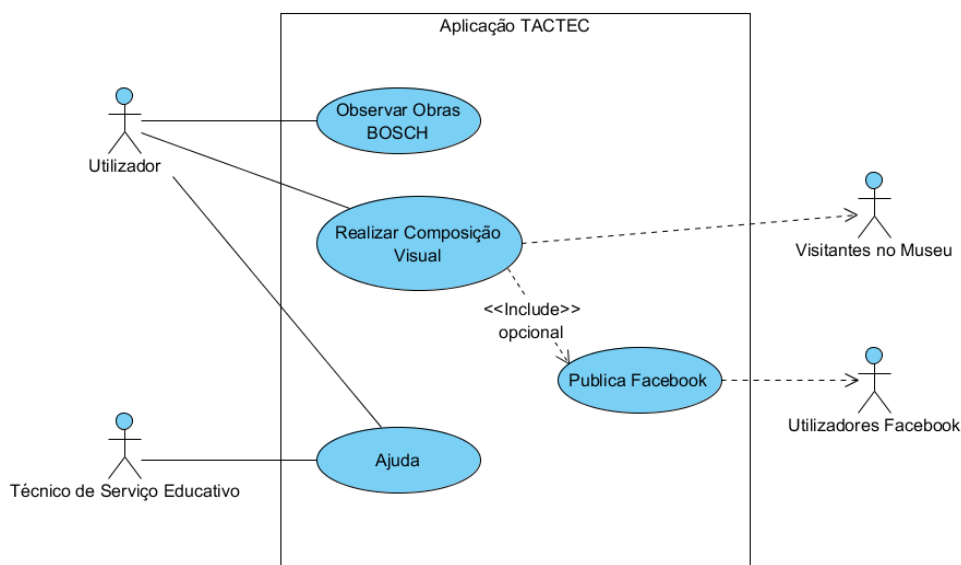 Aplicação TACTEC
Observar Obras
BOSCH
Utilizador
Realizar Composição
Visual
Visitantes no Museu
<<Include>>
opcional
Publica Facebook
Utilizadores Facebook
Ajuda
Técnico de Serviço Educativo